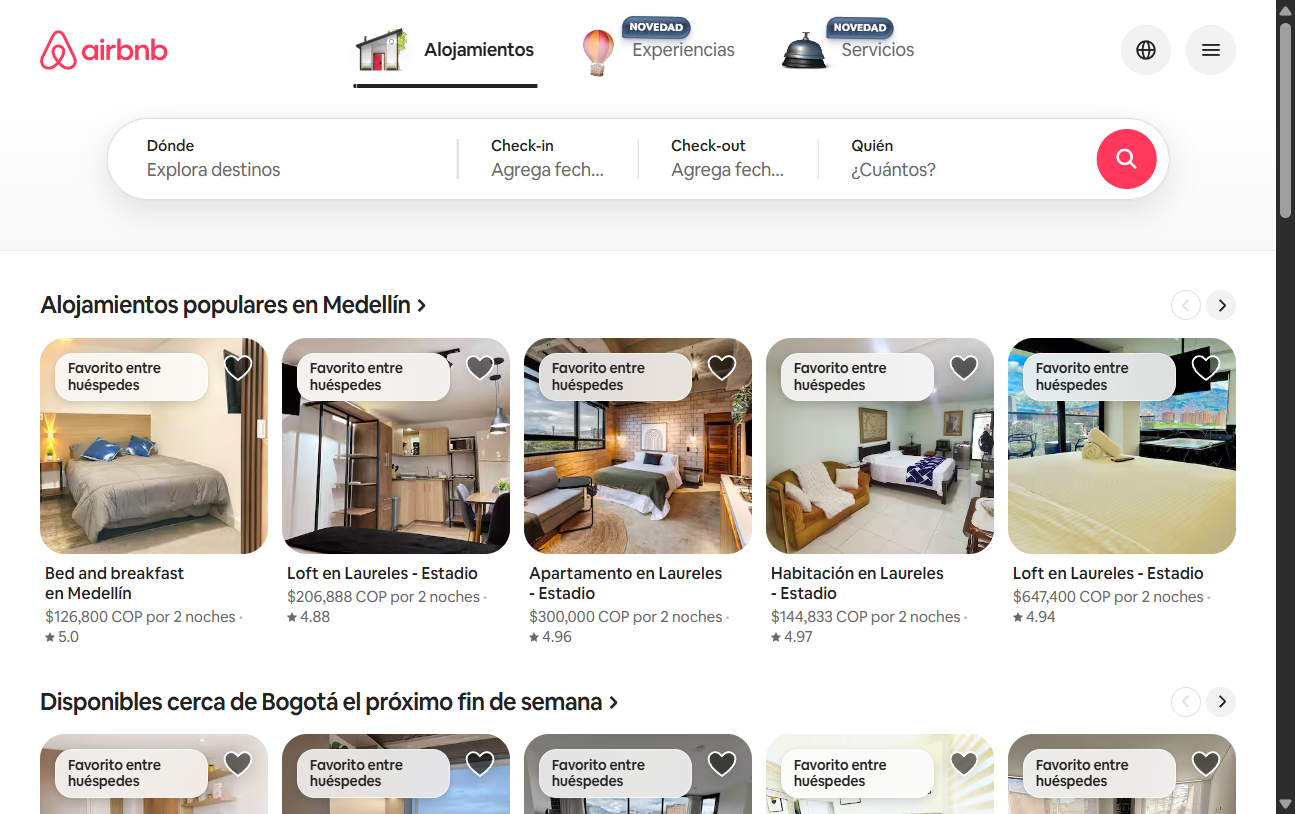 airbnb
Alojamientos
NOVEDAD
Experiencias
NOVEDAD
Servicios
Dónde
Explora destinos
Check-in
Agrega fech...
Check-out
Agrega fech...
Quién
¿Cuántos?
Alojamientos populares en Medellín
Favorito entre
huéspedes
Favorito entre
huéspedes
Favorito entre
huéspedes
Favorito entre
huéspedes
Favorito entre
huéspedes
Bed and breakfast
en Medellín
$126,800 COP por 2 noches ·
★ 5.0
Loft en Laureles - Estadio
$206,888 COP por 2 noches ·
★ 4.88
Apartamento en Laureles
- Estadio
$300,000 COP por 2 noches ·
★ 4.96
Habitación en Laureles
- Estadio
$144,833 COP por 2 noches ·
★ 4.97
Loft en Laureles - Estadio
$647,400 COP por 2 noches ·
★ 4.94
Disponibles cerca de Bogotá el próximo fin de semana
Favorito entre
huéspedes
Favorito entre
huéspedes
Favorito entre
huéspedes
Favorito entre
huéspedes
Favorito entre
huéspedes